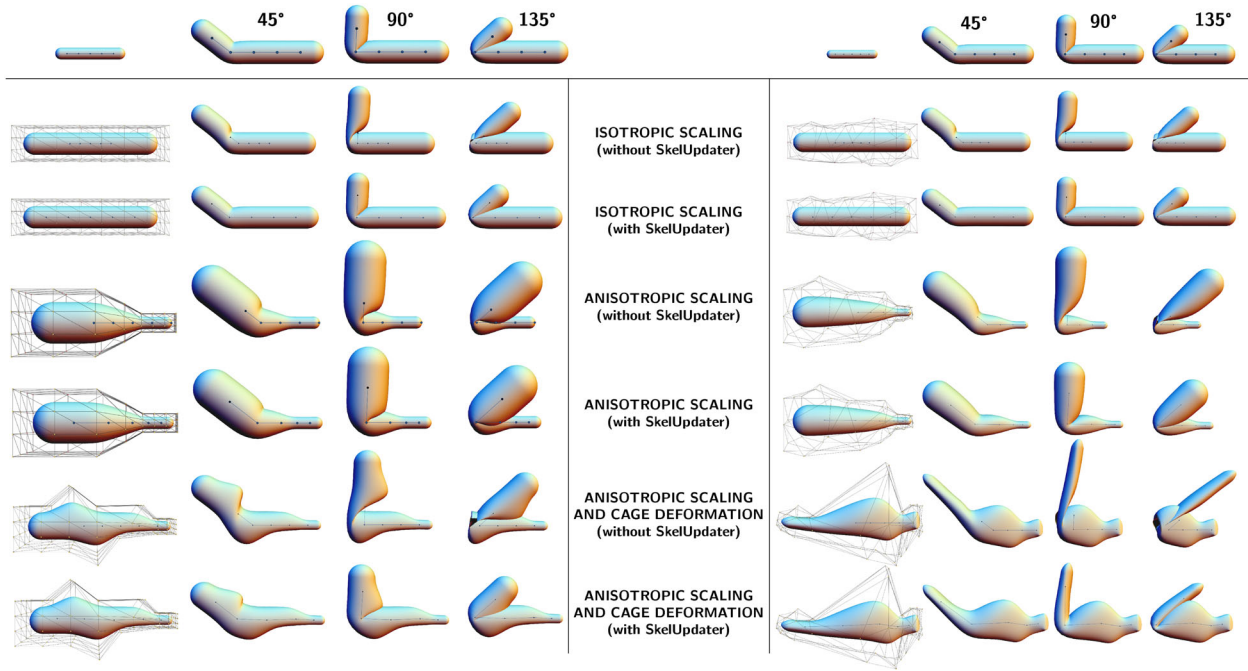 45° 90° 135° 45° 90° 135°
ISOTROPIC SCALING
(without SkelUpdater)
ISOTROPIC SCALING
(with SkelUpdater)
ANISOTROPIC SCALING
(without SkelUpdater)
ANISOTROPIC SCALING
(with SkelUpdater)
ANISOTROPIC SCALING
AND CAGE DEFORMATION
(without SkelUpdater)
ANISOTROPIC SCALING
AND CAGE DEFORMATION
(with SkelUpdater)